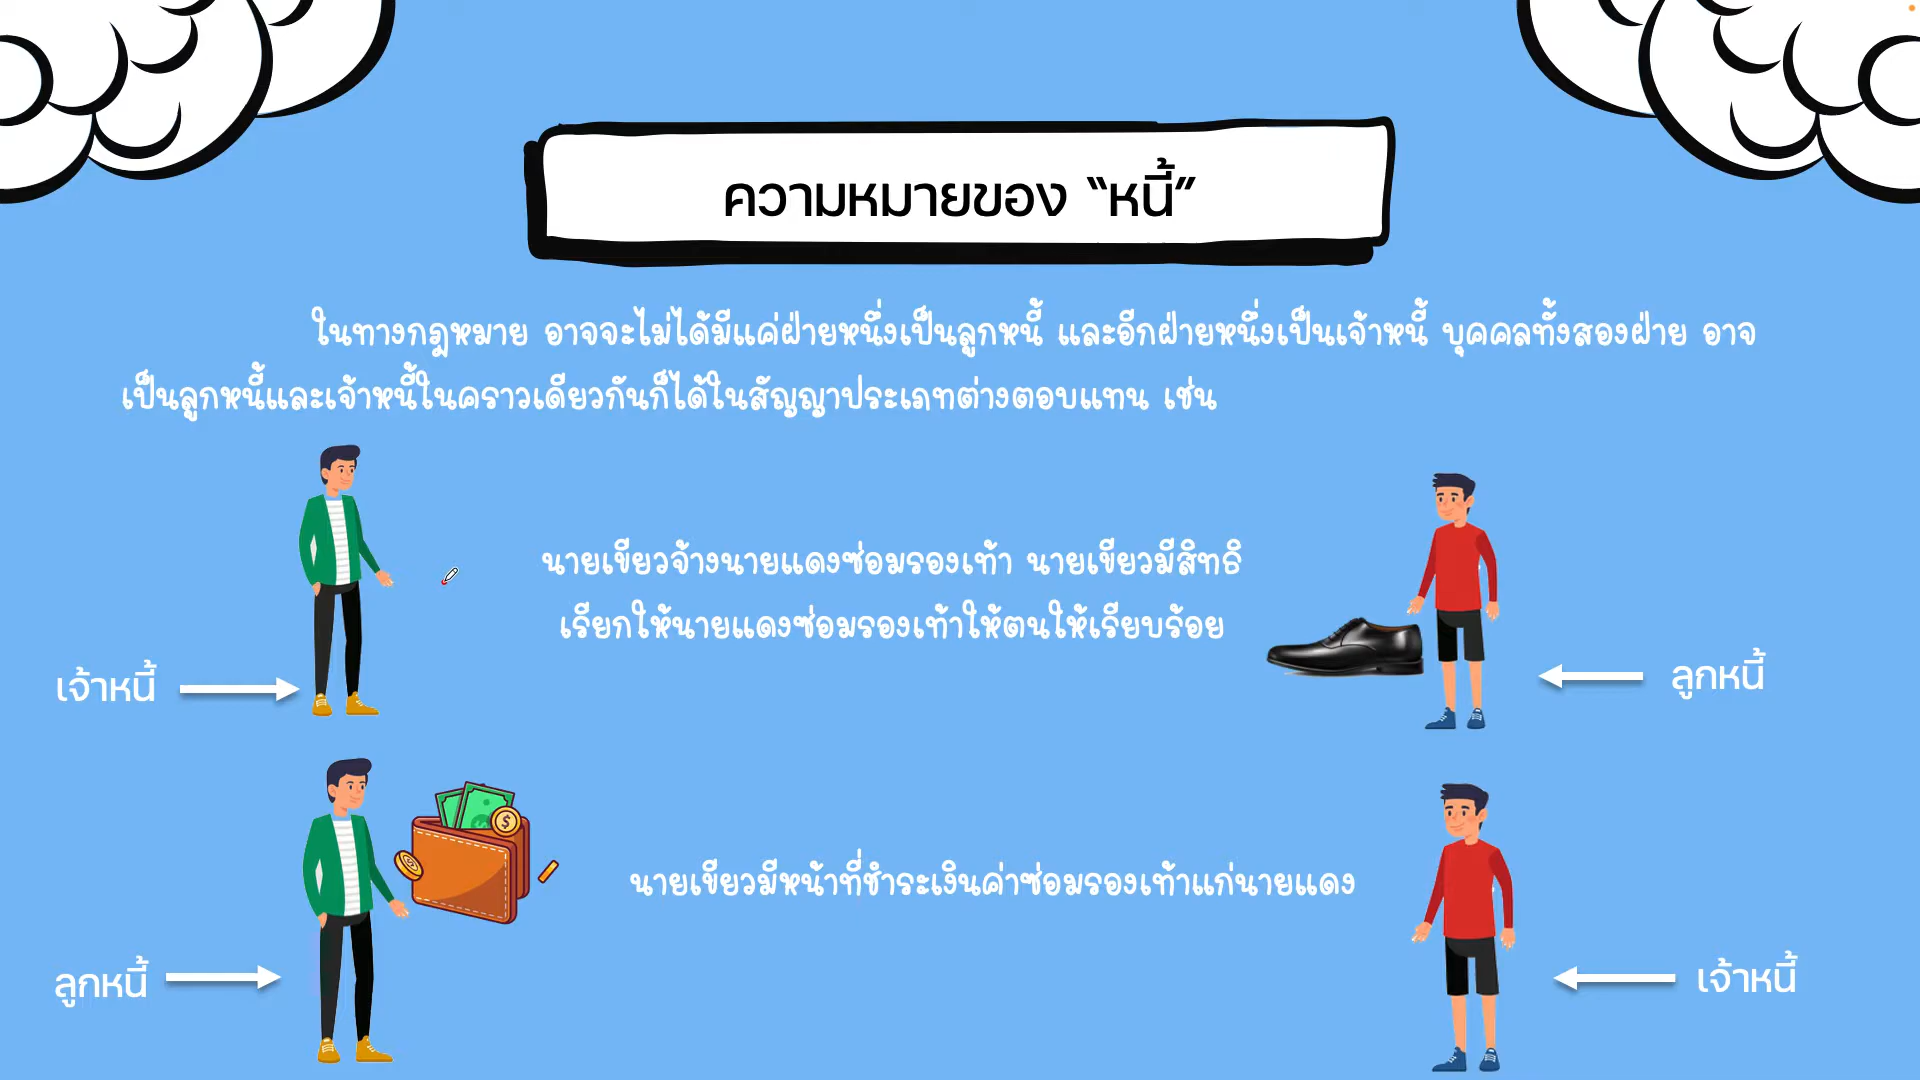 ความหมายของ “หนี้”
ในทางกฎหมาย อาจจะไม่ได้มีแค่ฝ่ายหนึ่งเป็นลูกหนี้ และอีกฝ่ายหนึ่งเป็นเจ้าหนี้ บุคคลทั้งสองฝ่าย อาจ
เป็นลูกหนี้และเจ้าหนี้ในคราวเดียวกันก็ได้ในสัญญาประเภทต่างตอบแทน เช่น
นายเขียวจ้างนายแดงซ่อมรองเท้า นายเขียวมีสิทธิ
เรียกให้นายแดงซ่อมรองเท้าให้ตนให้เรียบร้อย
เจ้าหนี้
ลูกหนี้
นายเขียวมีหน้าที่ชำระเงินค่าซ่อมรองเท้าแก่นายแดง
ลูกหนี้
เจ้าหนี้